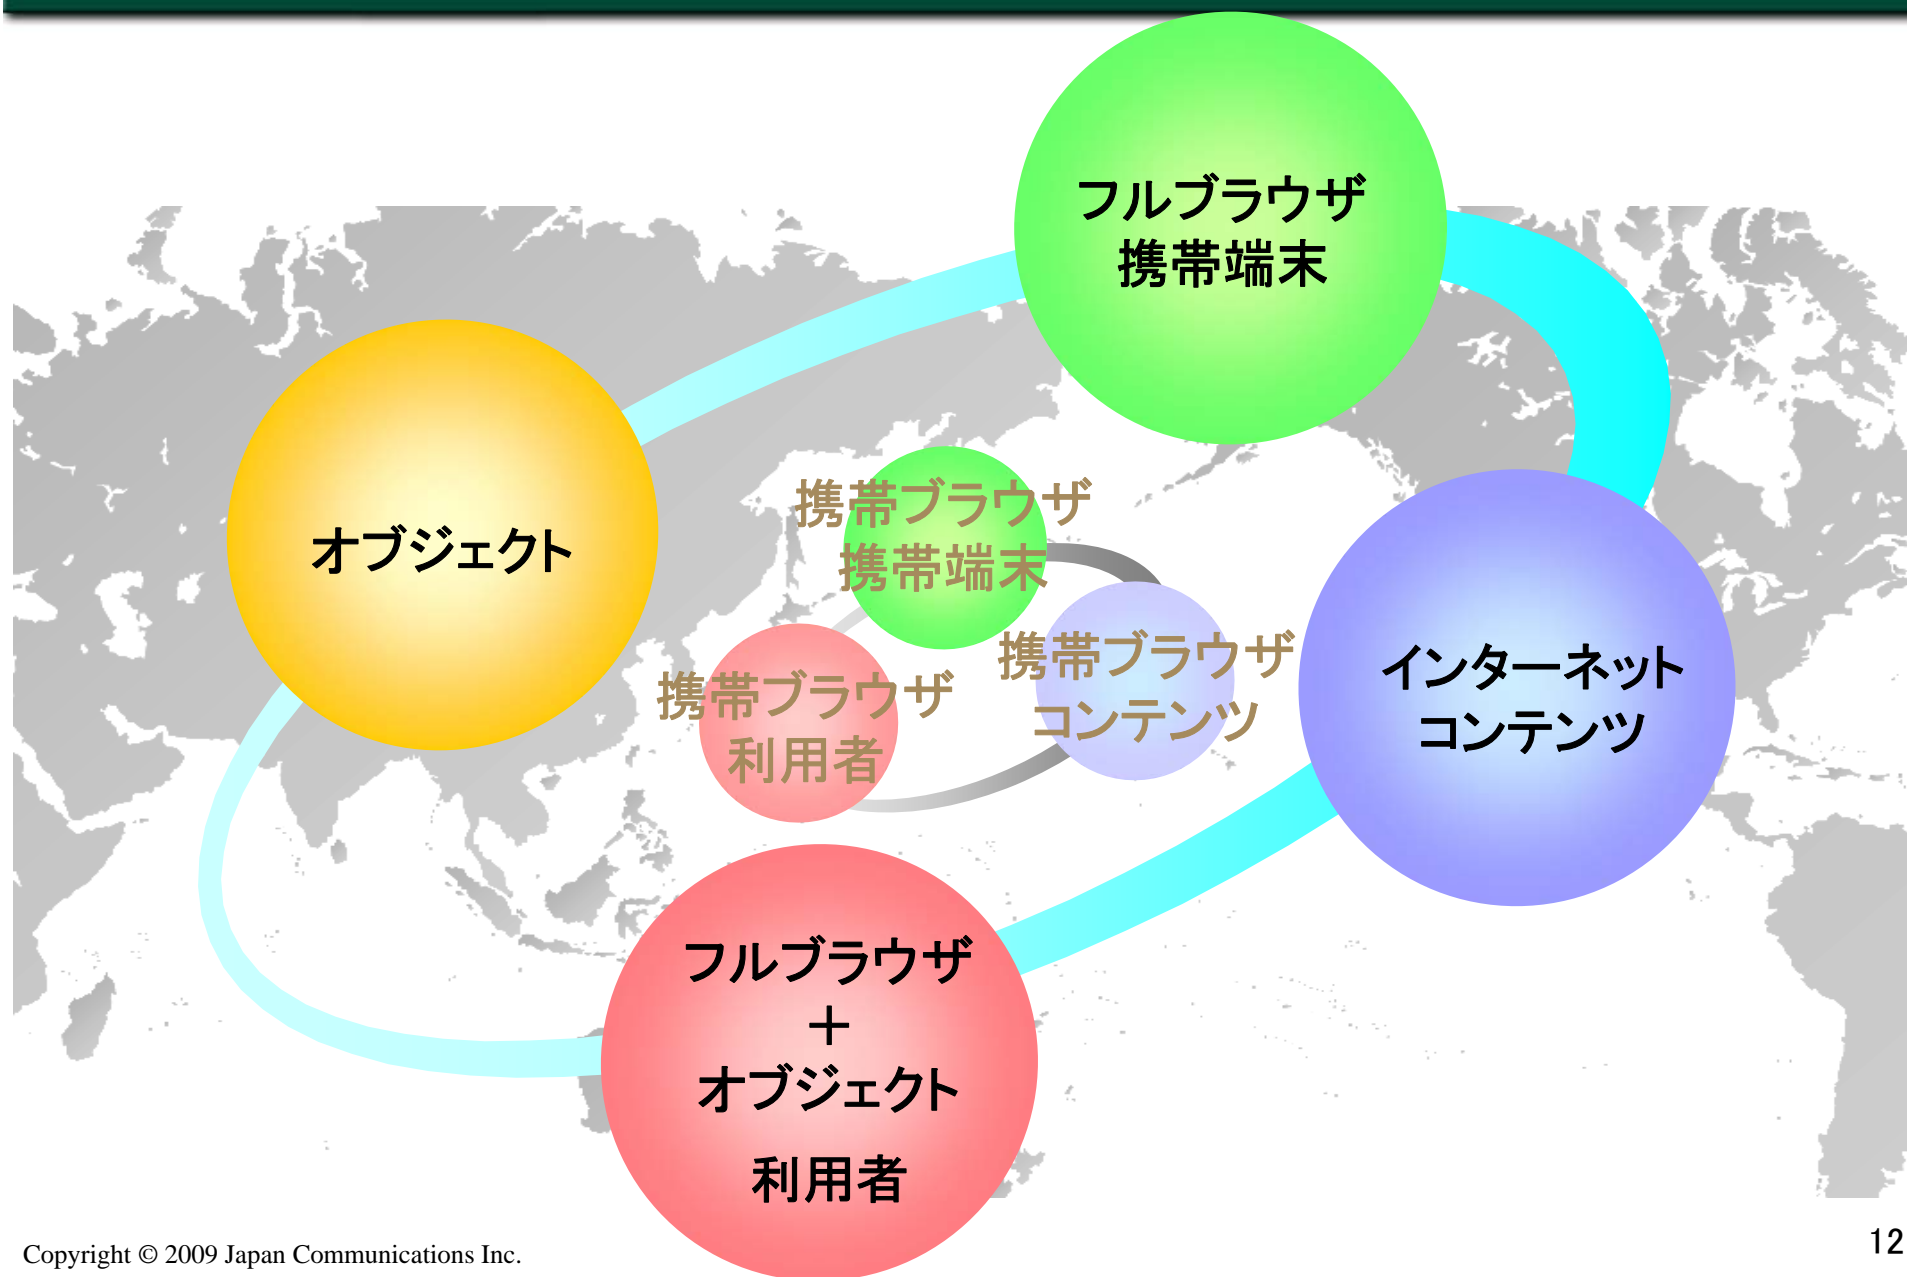 フルブラウザ
携帯端末
オブジェクト
携帯ブラウザ
携帯端末
携帯ブラウザ
コンテンツ
携帯ブラウザ
利用者
インターネット
コンテンツ
フルブラウザ
＋
オブジェクト
利用者
Copyright © 2009 Japan Communications Inc.
12